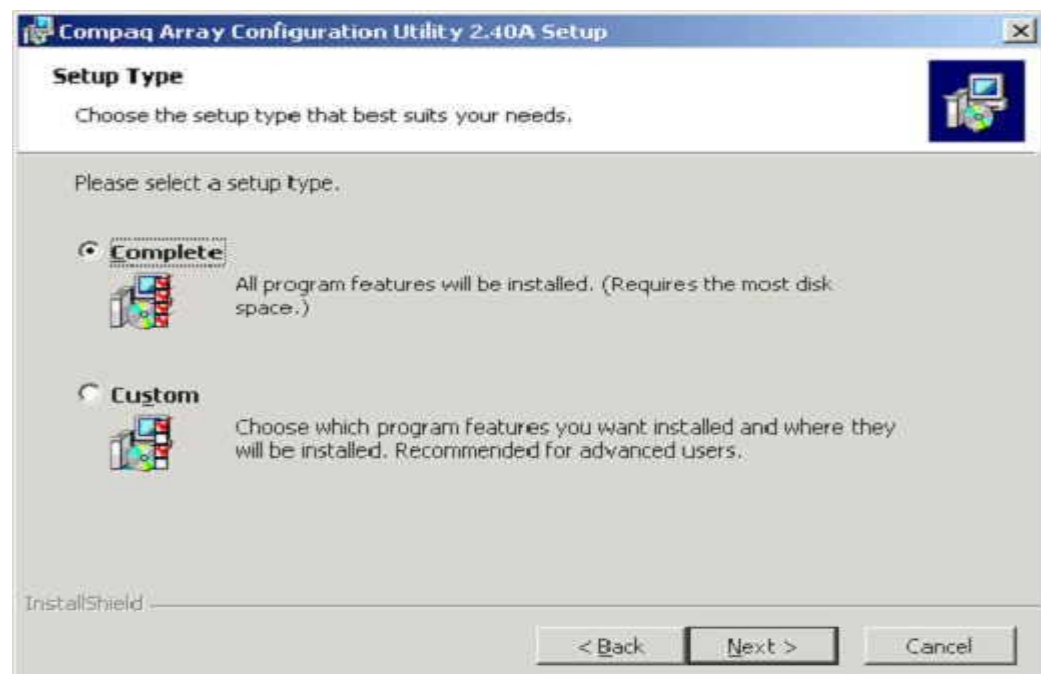 Compaq Array Configuration Utility 2.40A Setup
Setup Type
Choose the setup type that best suits your needs.
Please select a setup type.
Complete
All program features will be installed. (Requires the most disk
space.)
Custom
Choose which program features you want installed and where they
will be installed. Recommended for advanced users.
InstallShield
< Back
Next >
Cancel